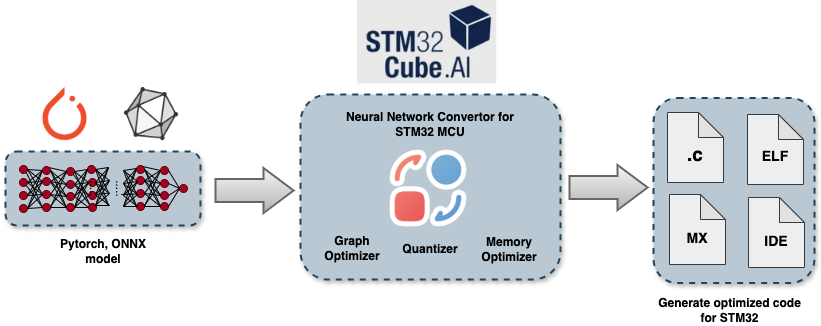 STM32
Cube.AI
Neural Network Convertor for
STM32 MCU
Graph
Optimizer
Quantizer
Memory
Optimizer
Pytorch, ONNX
model
.c
ELF
MX
IDE
Generate optimized code
for STM32